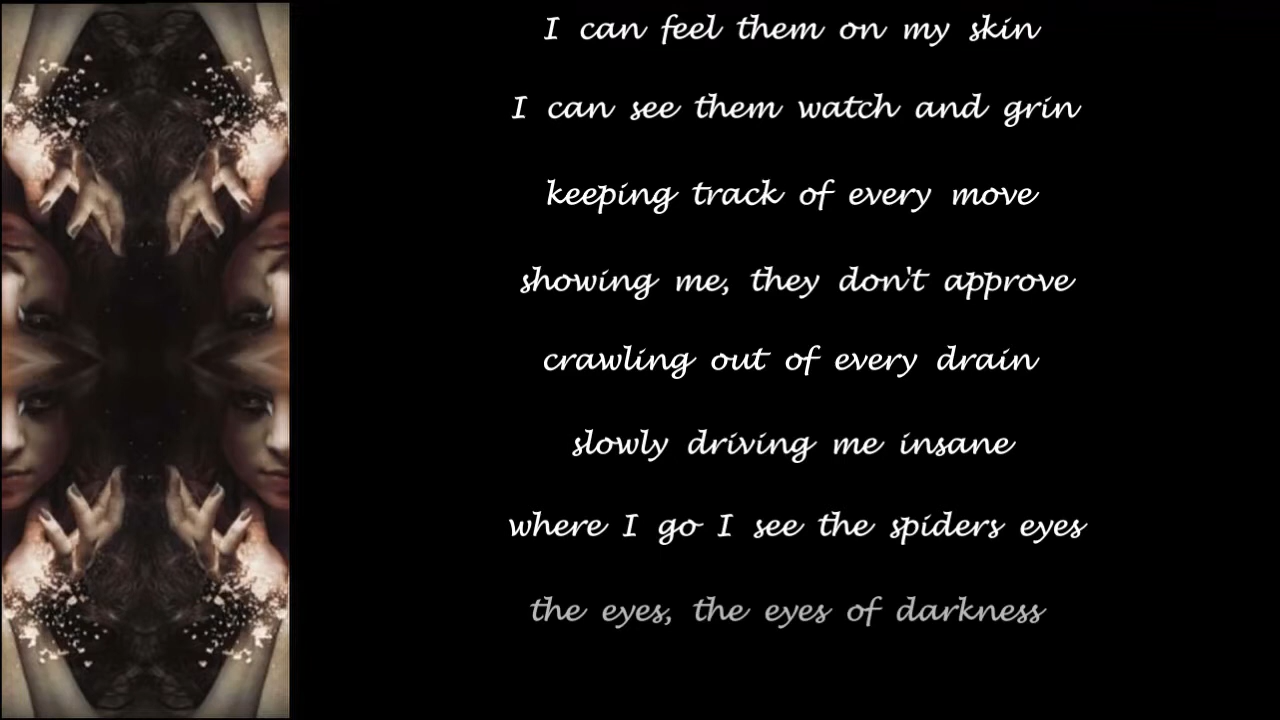 I can feel them on my skin
I can see them watch and grin
keeping track of every move
showing me, they don't approve
crawling out of every drain
slowly driving me insane
where I go I see the spiders eyes
the eyes, the eyes of darkness